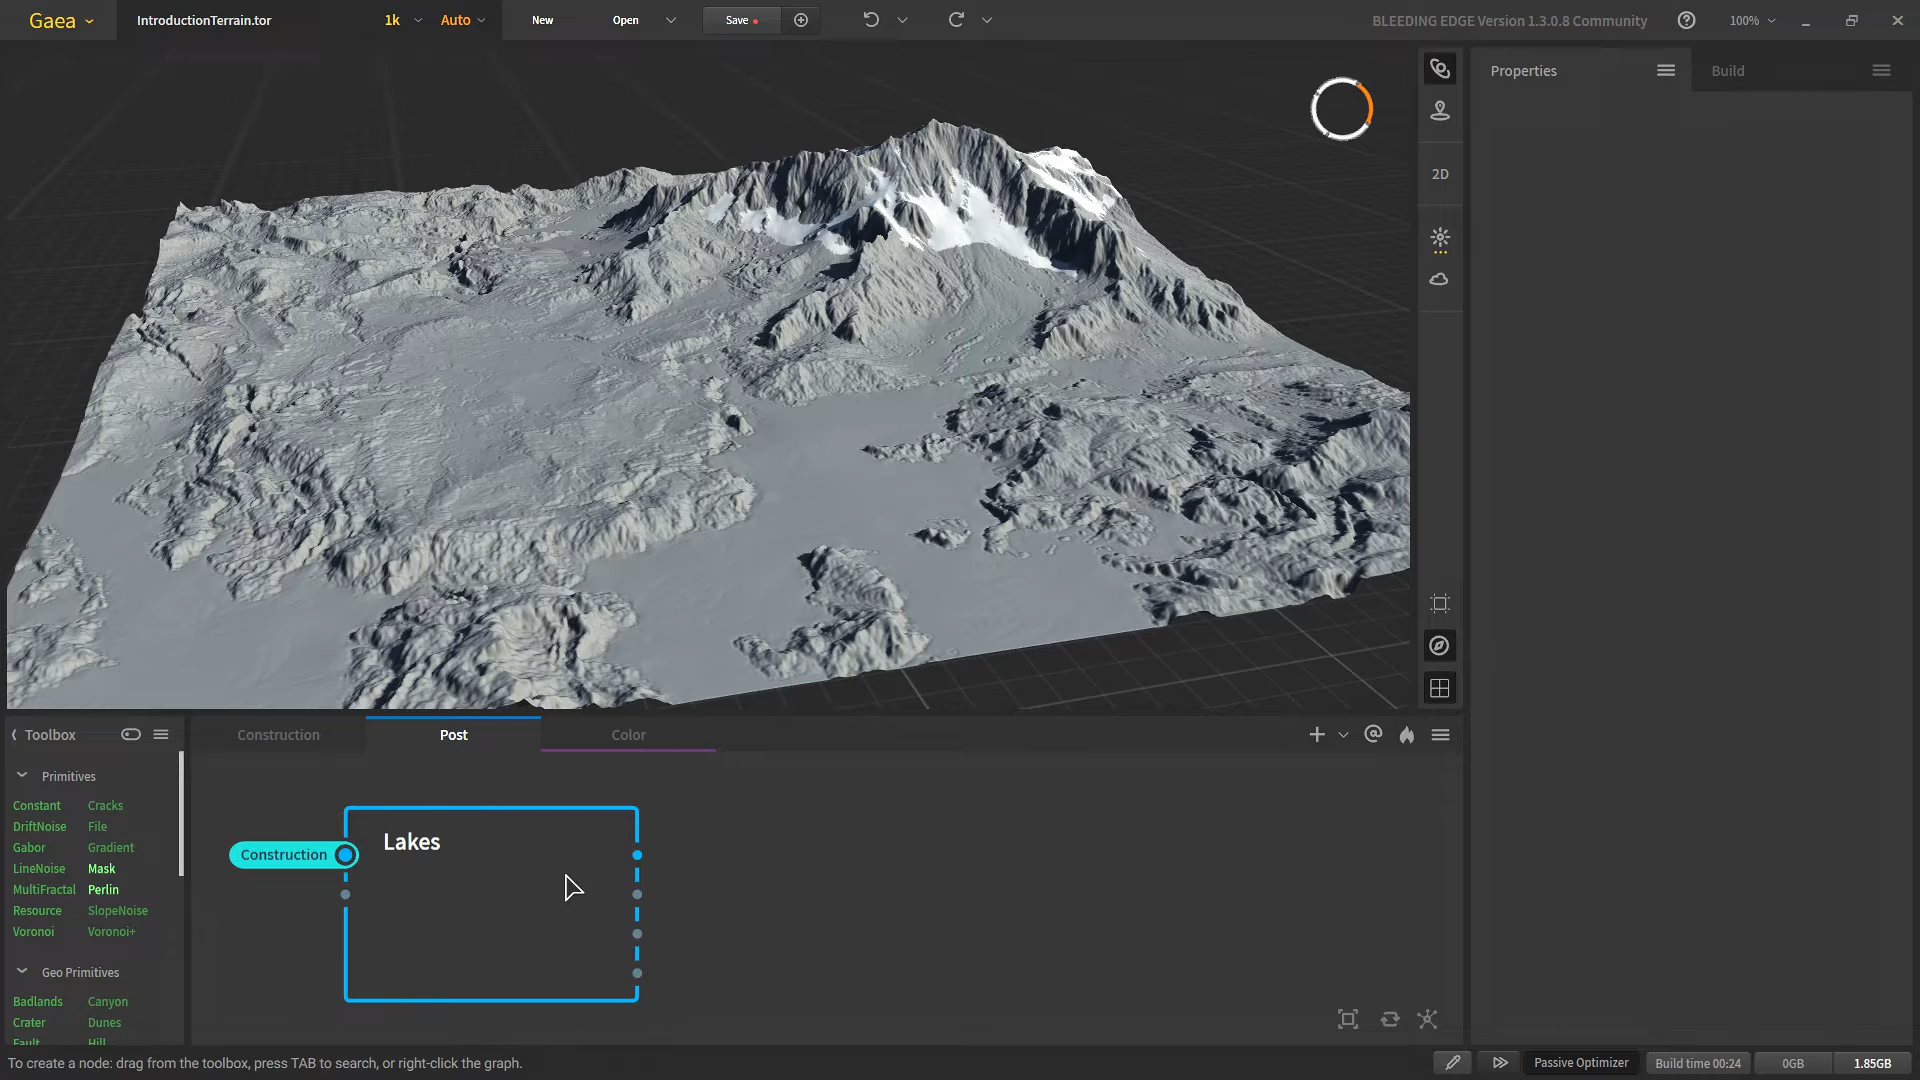 Gaea
IntroductionTerrain.tor
1k
Auto
New
Open
Save
BLEEDING EDGE Version 1.3.0.8 Community
100%
Properties
Build
2D
Toolbox
Construction
Post
Color
Primitives
Constant Cracks
DriftNoise File
Gabor Gradient
LineNoise Mask
MultiFractal Perlin
Resource SlopeNoise
Voronoi Voronoi+
Geo Primitives
Badlands Canyon
Crater Dunes
Fault Hill
Construction
Lakes
To create a node: drag from the toolbox, press TAB to search, or right-click the graph.
Passive Optimizer
Build time 00:24
0GB
1.85GB